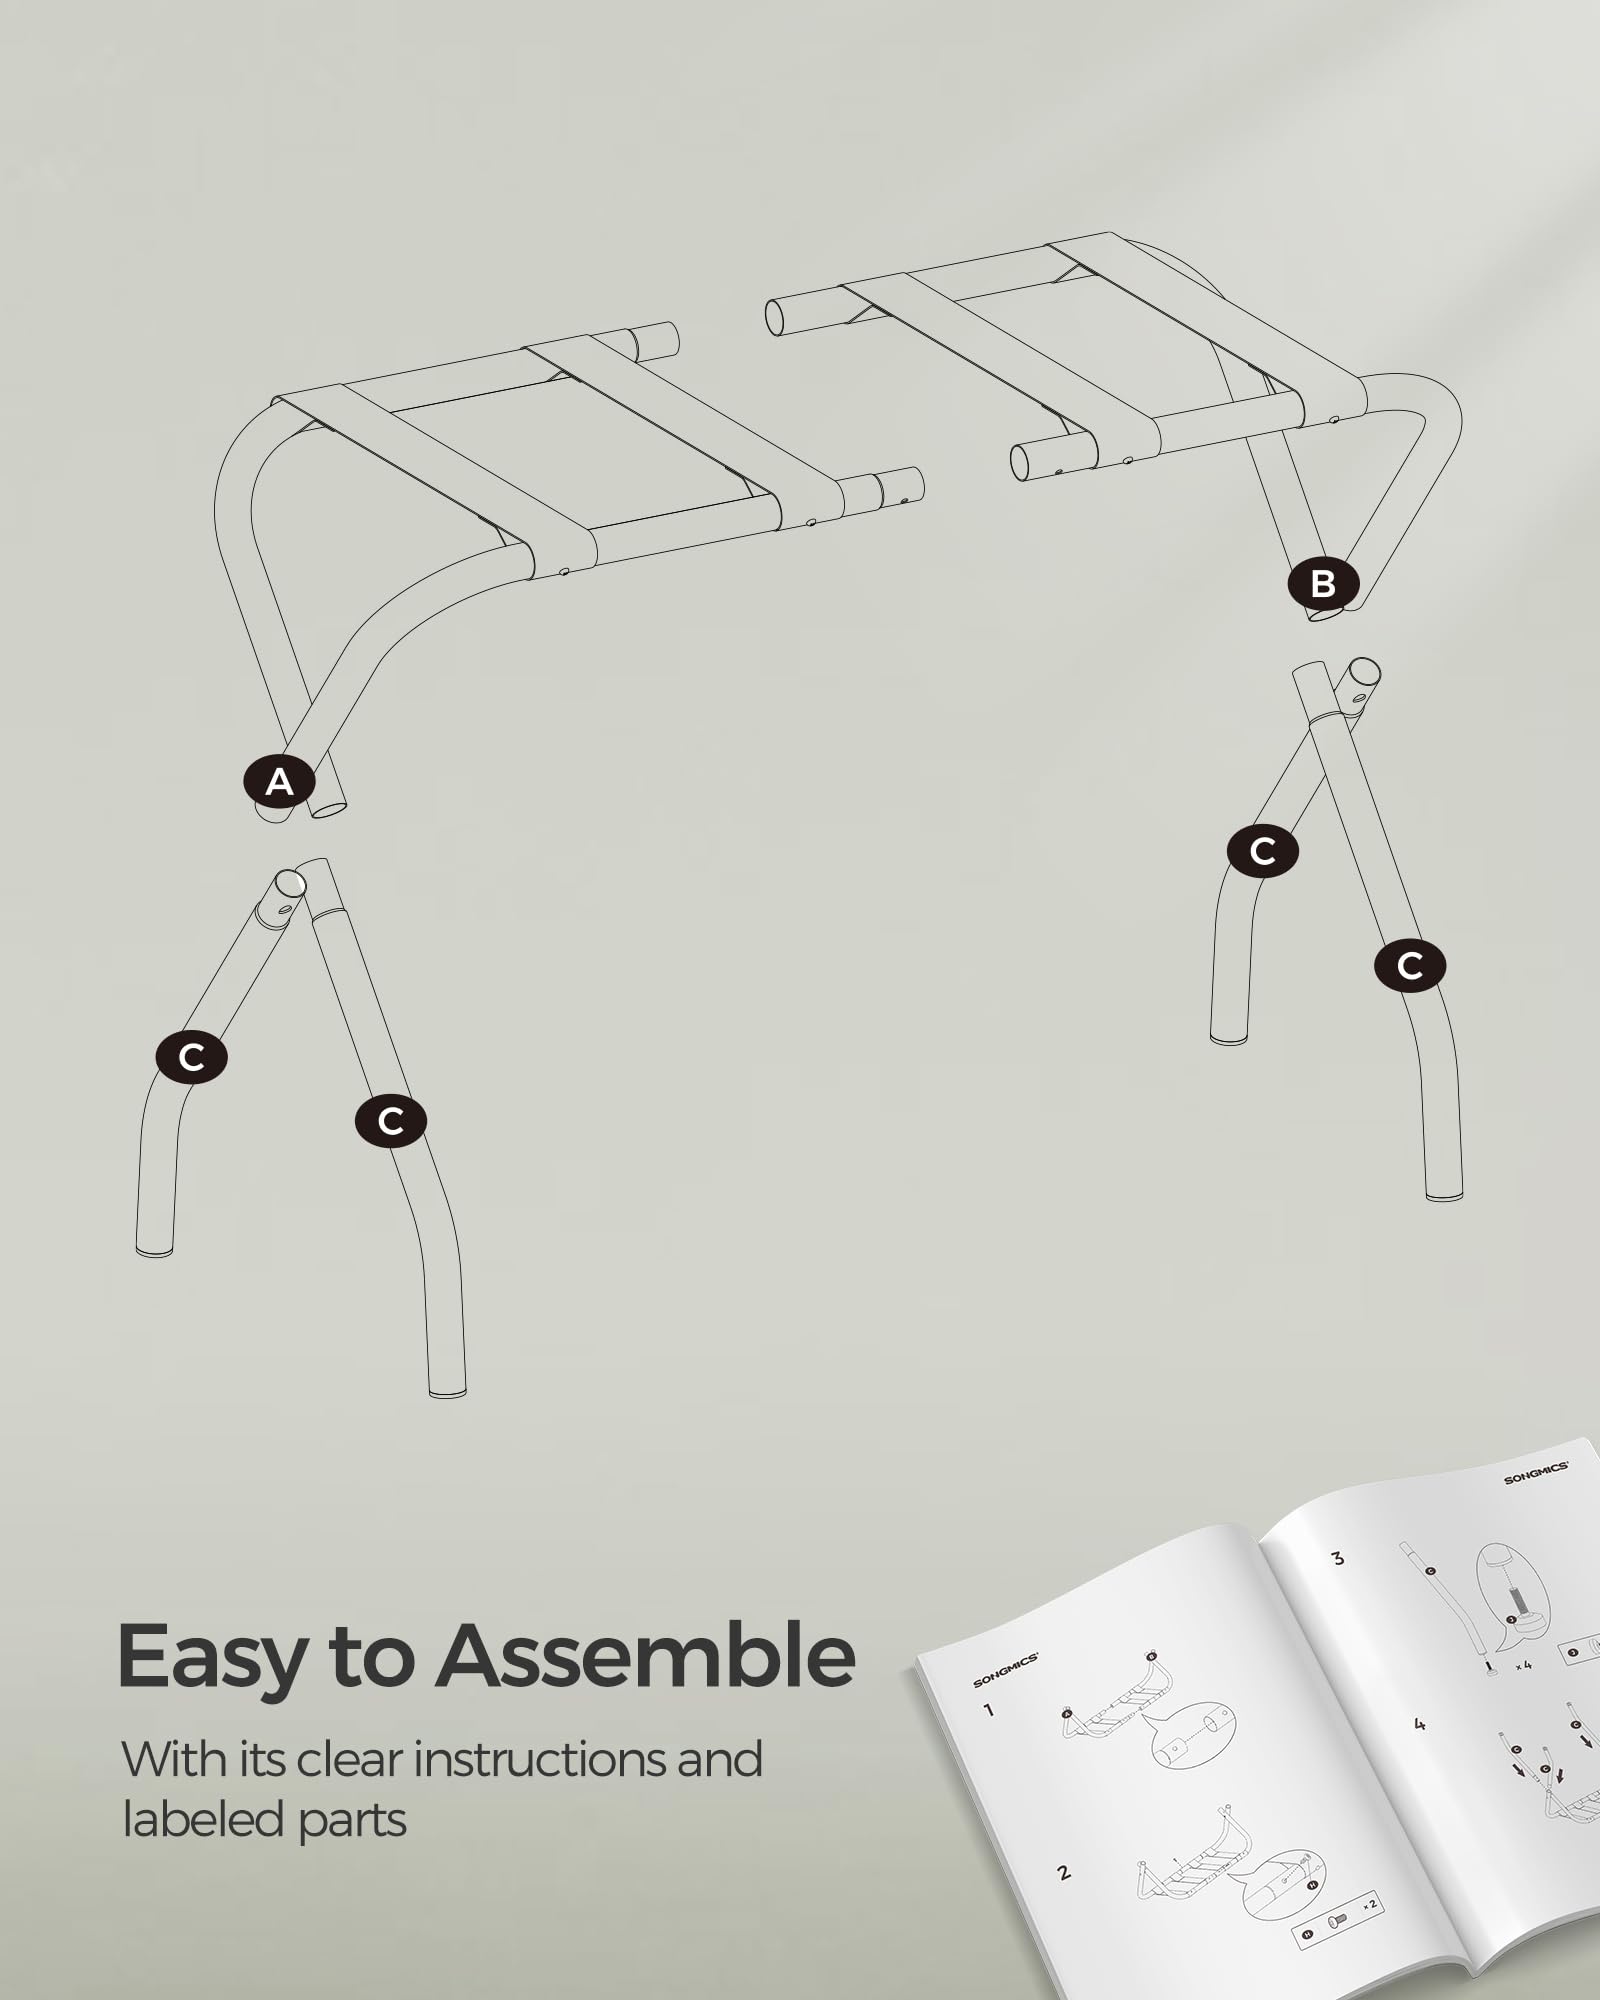 B
A
C
C
C
C
Easy to Assemble
With its clear instructions and
labeled parts
SONGMICS
1
A
B
2
H
H
×2
SONGMICS
3
C
J
J
×4
4
C
C
C